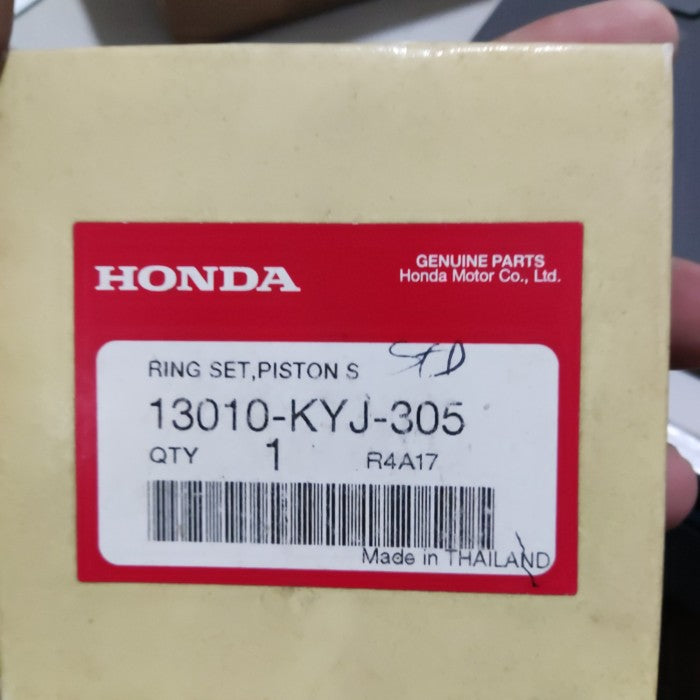 HONDA
GENUINE PARTS
Honda Motor Co., Ltd.
STD
RING SET,PISTON S
13010-KYJ-305
QTY 1 R4A17
Made in THAILAND